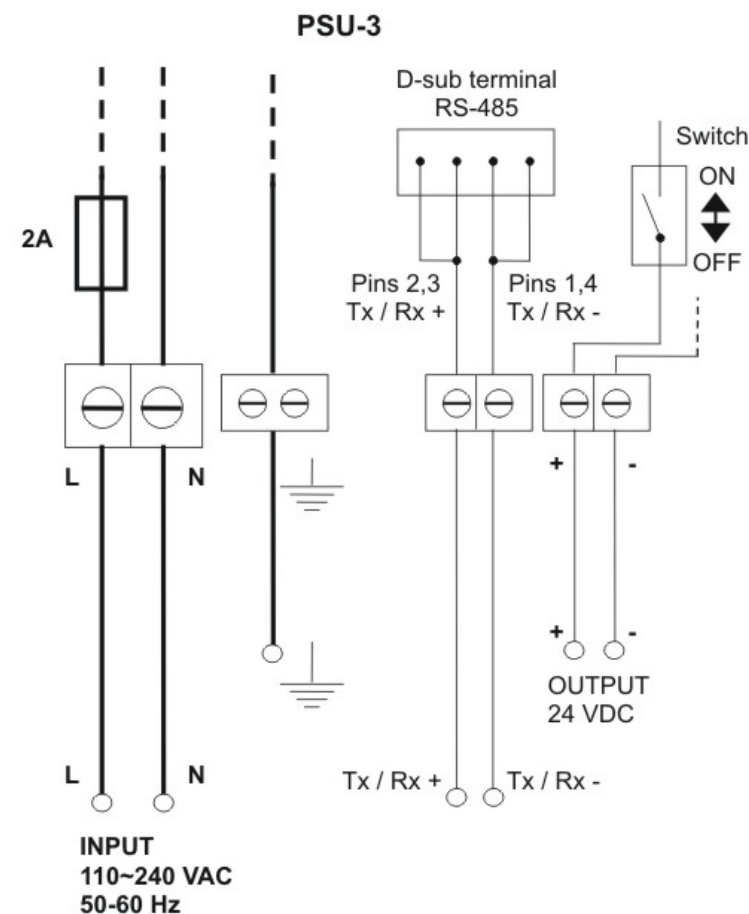 PSU-3
D-sub terminal
RS-485
Switch
ON
OFF
2A
Pins 2,3
Tx / Rx +
Pins 1,4
Tx / Rx -
L
N
+
-
+
-
OUTPUT
24 VDC
L
N
Tx / Rx +
Tx / Rx -
INPUT
110~240 VAC
50-60 Hz